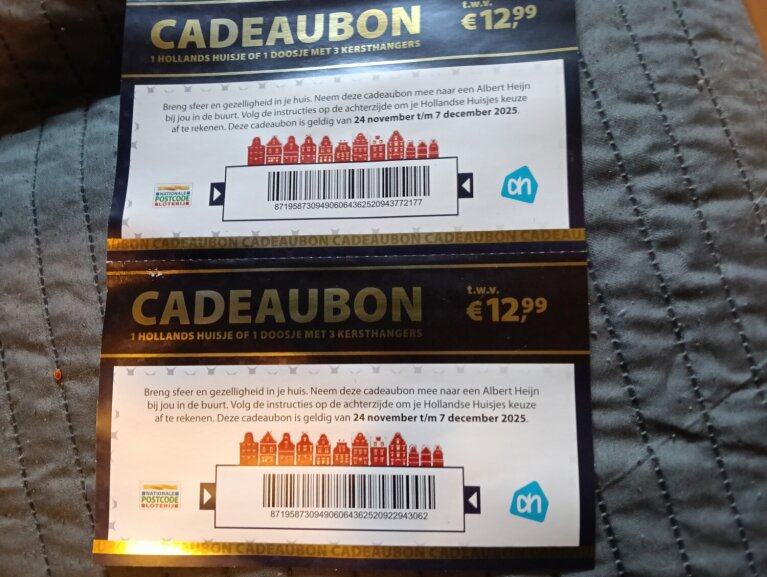 CADEAUBON
t.w.v.
€12,99
1 HOLLANDS HUISJE OF 1 DOOSJE MET 3 KERSTHANGERS
Breng sfeer en gezelligheid in je huis. Neem deze cadeaubon mee naar een Albert Heijn
bij jou in de buurt. Volg de instructies op de achterzijde om je Hollandse Huisjes keuze
af te rekenen. Deze cadeaubon is geldig van 24 november t/m 7 december 2025.
NATIONALE
POSTCODE
LOTERIJ
87195873094906064362520943772177
ah
CADEAUBON CADEAUBON CADEAUBON CADEAUBON CADEAUBON CADEAU
CADEAUBON
t.w.v.
€12,99
1 HOLLANDS HUISJE OF 1 DOOSJE MET 3 KERSTHANGERS
Breng sfeer en gezelligheid in je huis. Neem deze cadeaubon mee naar een Albert Heijn
bij jou in de buurt. Volg de instructies op de achterzijde om je Hollandse Huisjes keuze
af te rekenen. Deze cadeaubon is geldig van 24 november t/m 7 december 2025.
NATIONALE
POSTCODE
LOTERIJ
87195873094906064362520922943062
ah
CADEAUBON CADEAUBON CADEAUBON CADEAUBON